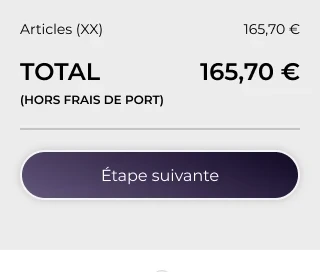 Articles (XX) 165,70 €
TOTAL 165,70 €
(HORS FRAIS DE PORT)
Étape suivante